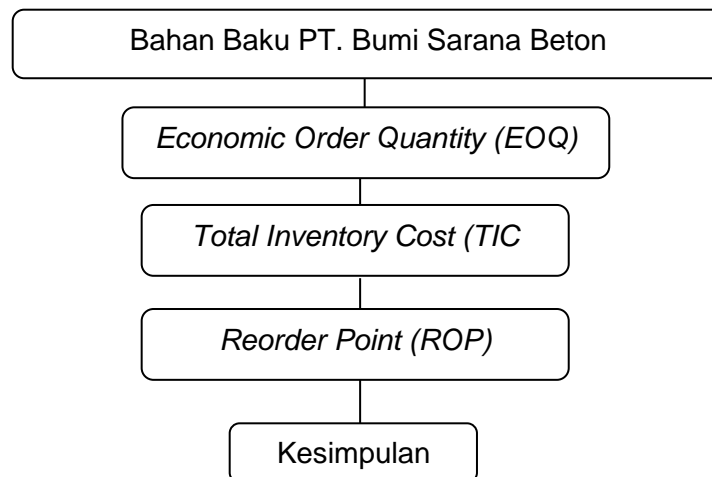 Bahan Baku PT. Bumi Sarana Beton
Economic Order Quantity (EOQ)
Total Inventory Cost (TIC
Reorder Point (ROP)
Kesimpulan